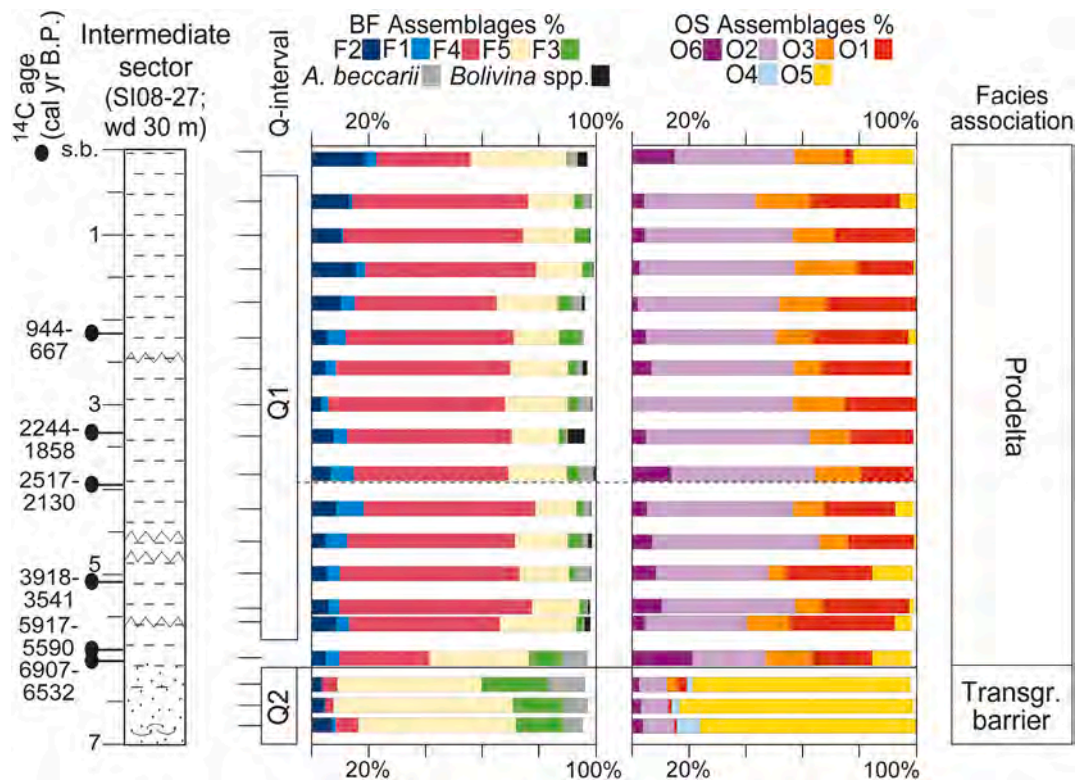 14C age
(cal yr B.P.)
Intermediate
sector
(SI08-27;
wd 30 m)
Q-interval
BF Assemblages %
F2 F1 F4 F5 F3
A. beccarii Bolivina spp.
OS Assemblages %
O6 O2 O3 O1
O4 O5
Facies
association
20% 100% 20% 100%
s.b.
1
944-
667
3
2244-
1858
2517-
2130
5
3918-
3541
5917-
5590
6907-
6532
7
Q1
Q2
Prodelta
Transgr.
barrier
20% 100% 20% 100%